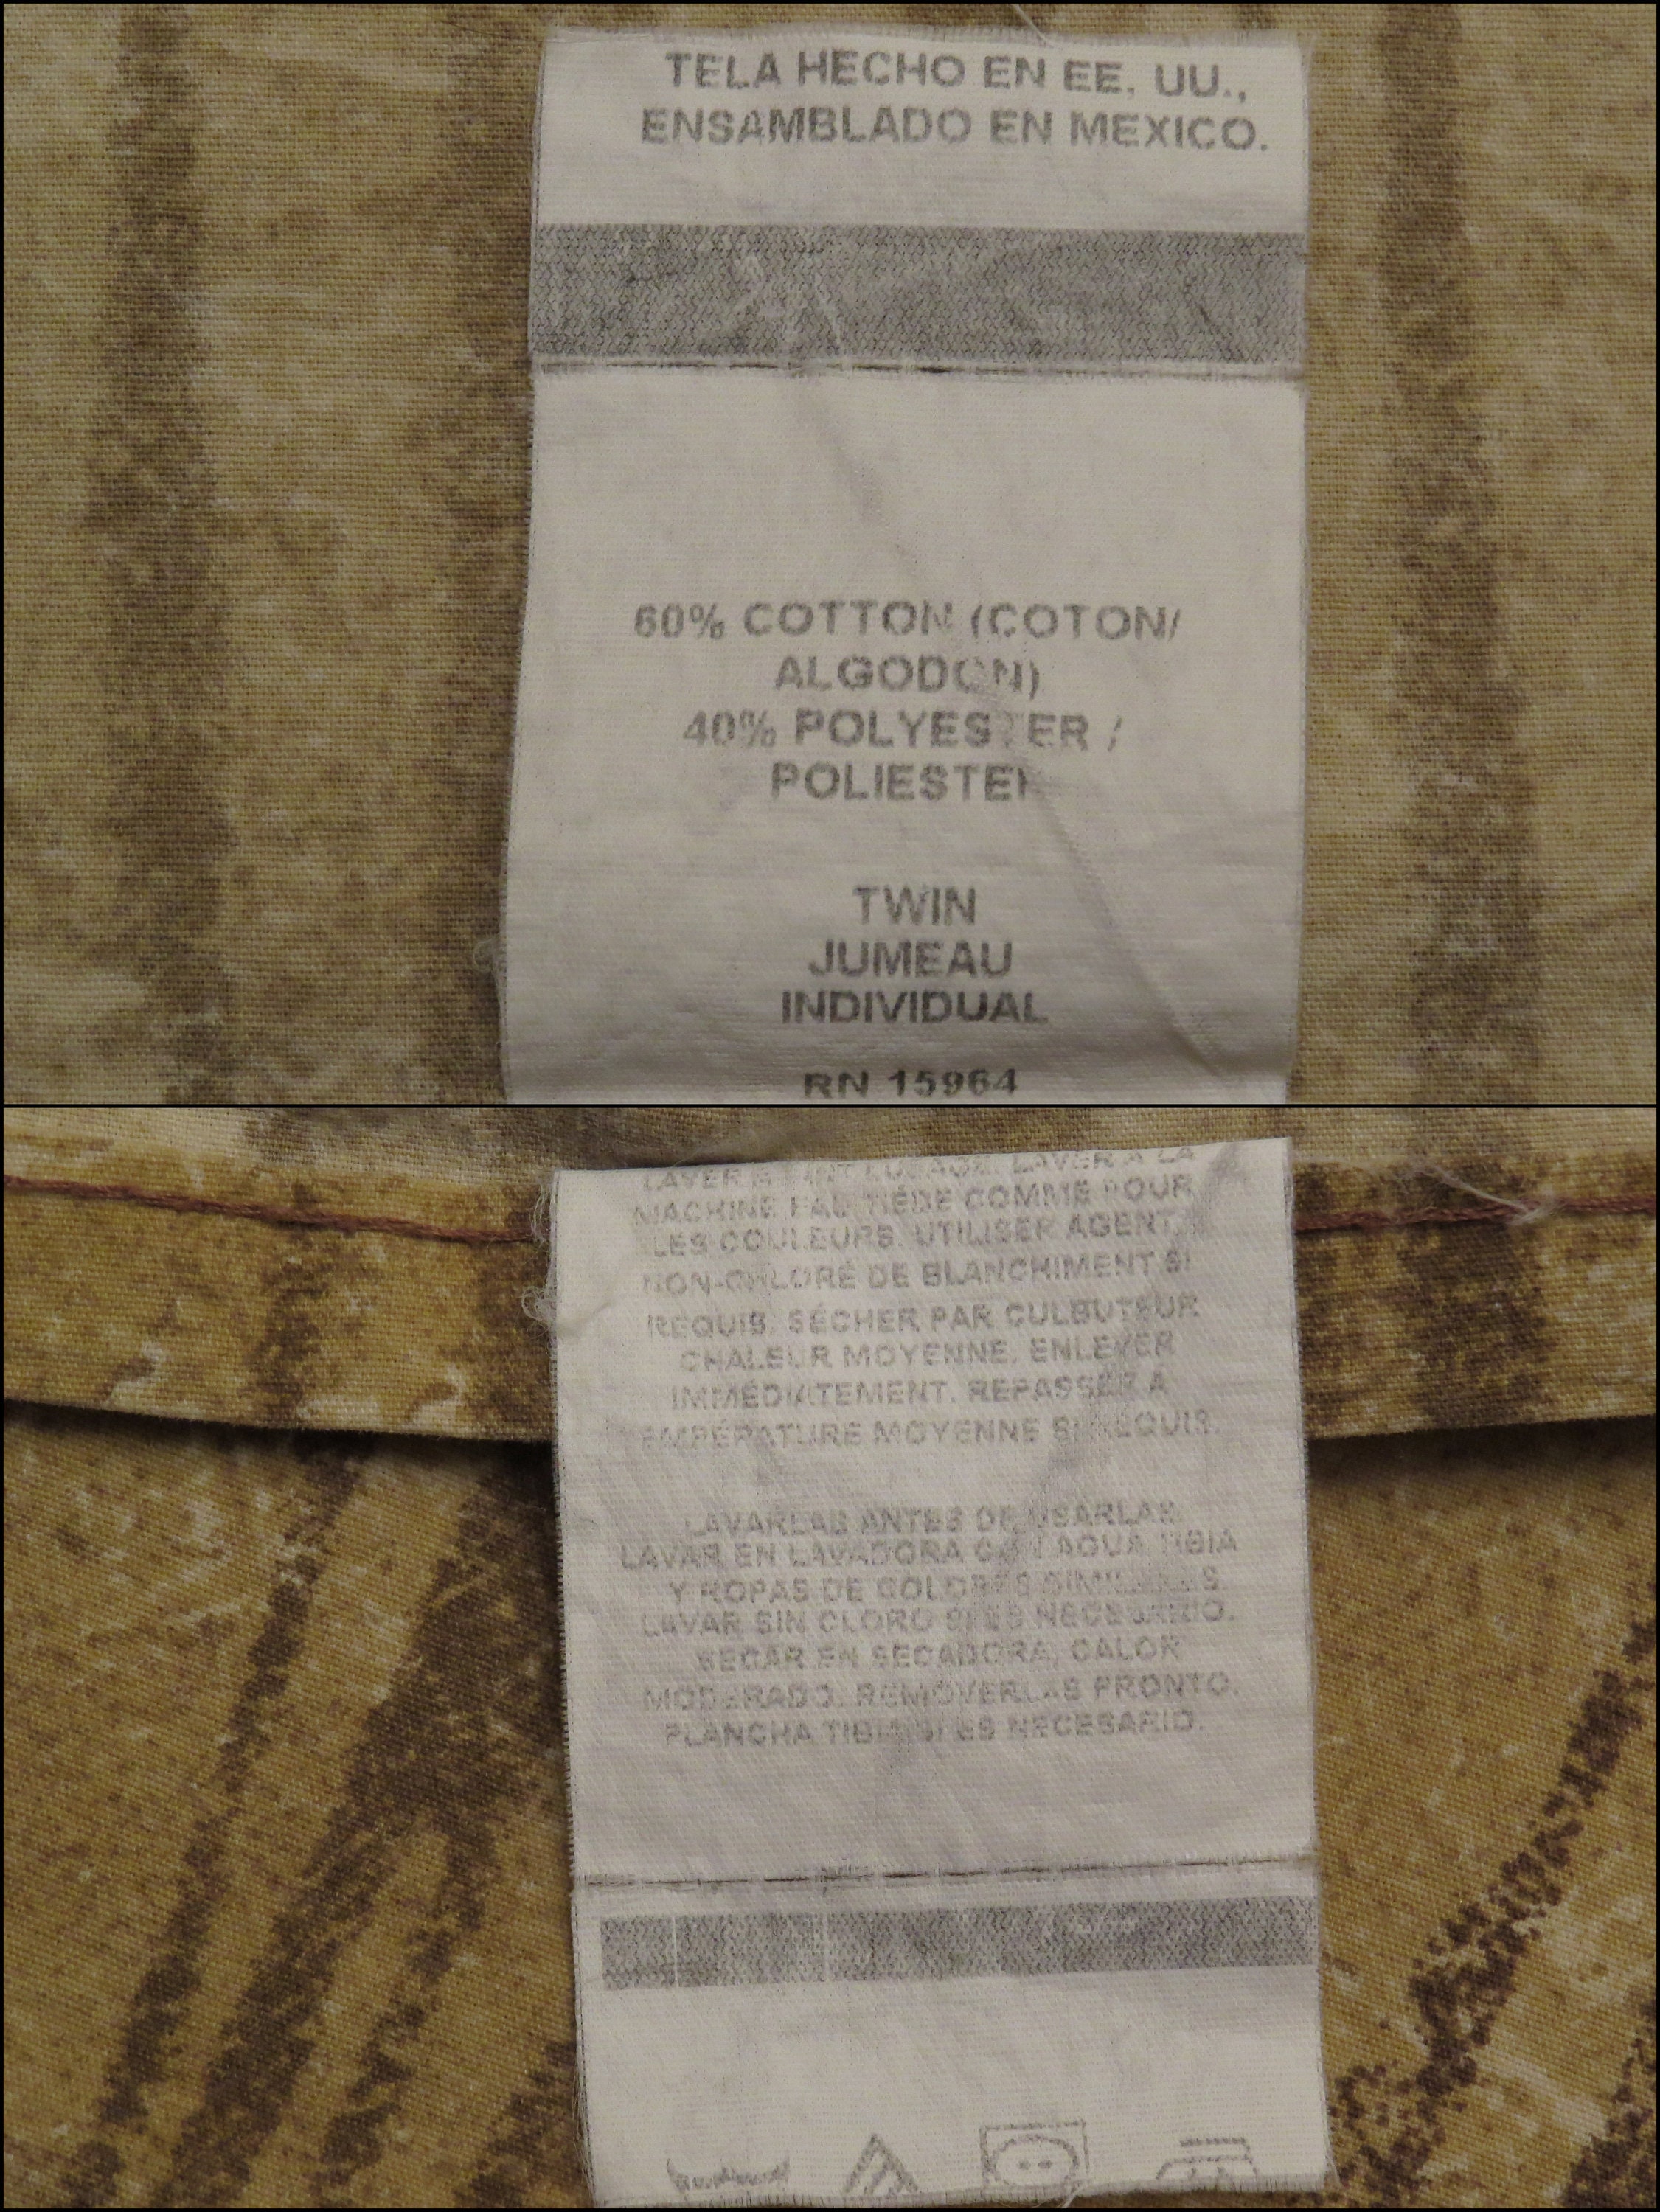 TELA HECHO EN EE. UU.,
ENSAMBLADO EN MEXICO.
60% COTTON (COTON/
ALGODON)
40% POLYESTER /
POLIESTER
TWIN
JUMEAU
INDIVIDUAL
RN 15964
LAVER À LA
MACHINE EAU TIÈDE COMME POUR
LES COULEURS. UTILISER AGENT
NON-CHLORÉ DE BLANCHIMENT SI
REQUIS. SÉCHER PAR CULBUTEUR
CHALEUR MOYENNE. ENLEVER
IMMÉDIATEMENT. REPASSER A
TEMPÉRATURE MOYENNE SI REQUIS.
LAVARLAS ANTES DE USARLAS.
LAVAR EN LAVADORA CON AGUA TIBIA
Y ROPAS DE COLORES SIMILARES.
LAVAR SIN CLORO SI ES NECESARIO.
SECAR EN SECADORA, CALOR
MODERADO. REMOVERLAS PRONTO.
PLANCHA TIBIA SI ES NECESARIO.